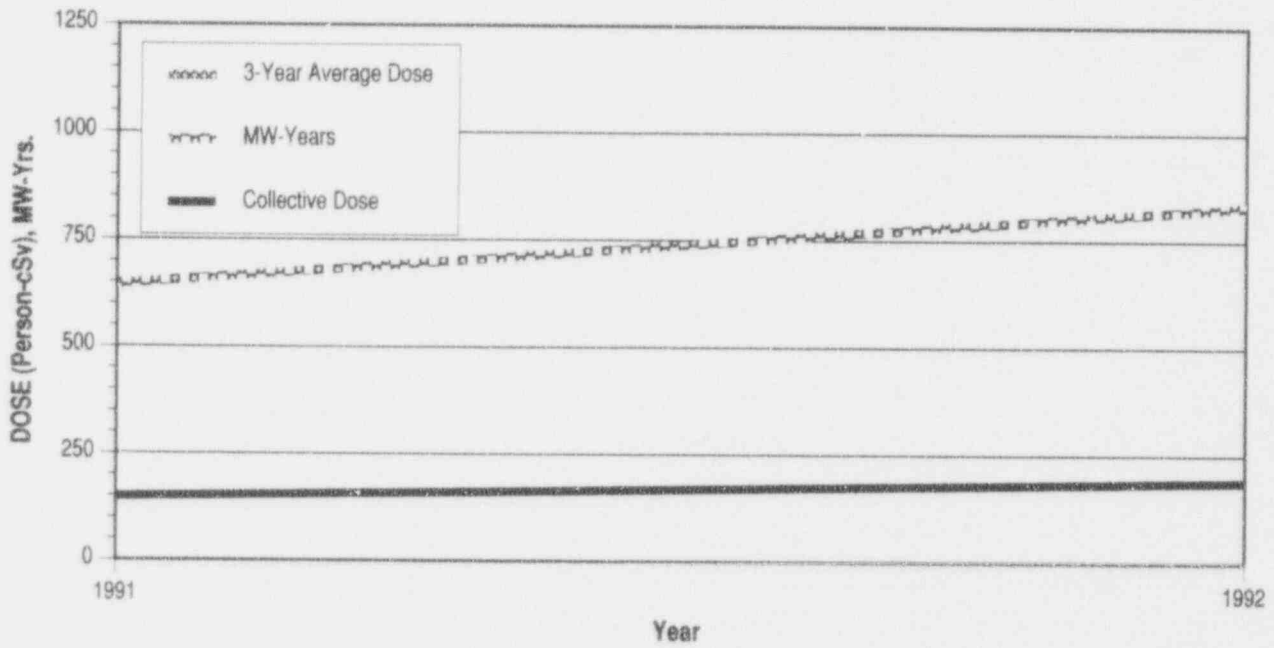 1250
1000
750
500
250
0
DOSE (Person-cSv), MW-Yrs.
3-Year Average Dose
MW-Years
Collective Dose
1991
1992
Year